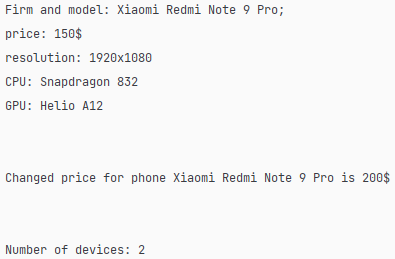 Firm and model: Xiaomi Redmi Note 9 Pro;
price: 150$
resolution: 1920x1080
CPU: Snapdragon 832
GPU: Helio A12
Changed price for phone Xiaomi Redmi Note 9 Pro is 200$
Number of devices: 2